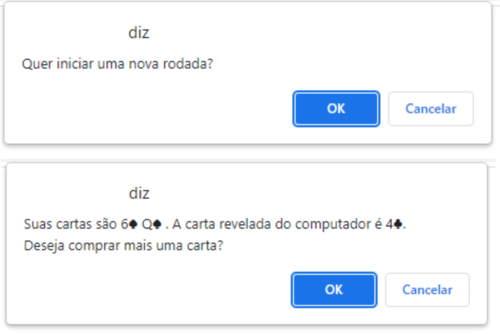 diz
Quer iniciar uma nova rodada?
OK
Cancelar
diz
Suas cartas são 6♠ Q♠ . A carta revelada do computador é 4♣.
Deseja comprar mais uma carta?
OK
Cancelar